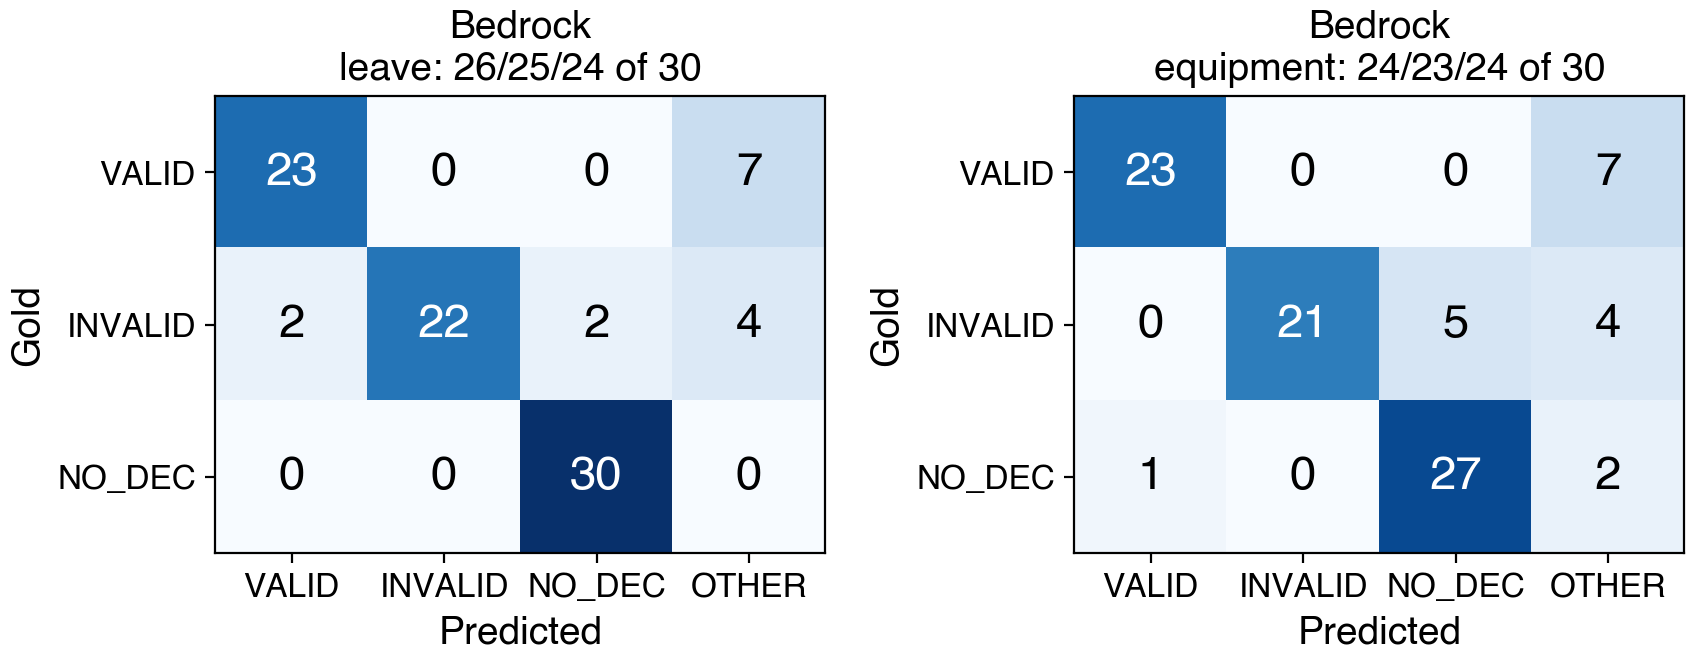 Bedrock
leave: 26/25/24 of 30
Gold
VALID 23 0 0 7
INVALID 2 22 2 4
NO_DEC 0 0 30 0
VALID INVALID NO_DEC OTHER
Predicted
Bedrock
equipment: 24/23/24 of 30
Gold
VALID 23 0 0 7
INVALID 0 21 5 4
NO_DEC 1 0 27 2
VALID INVALID NO_DEC OTHER
Predicted